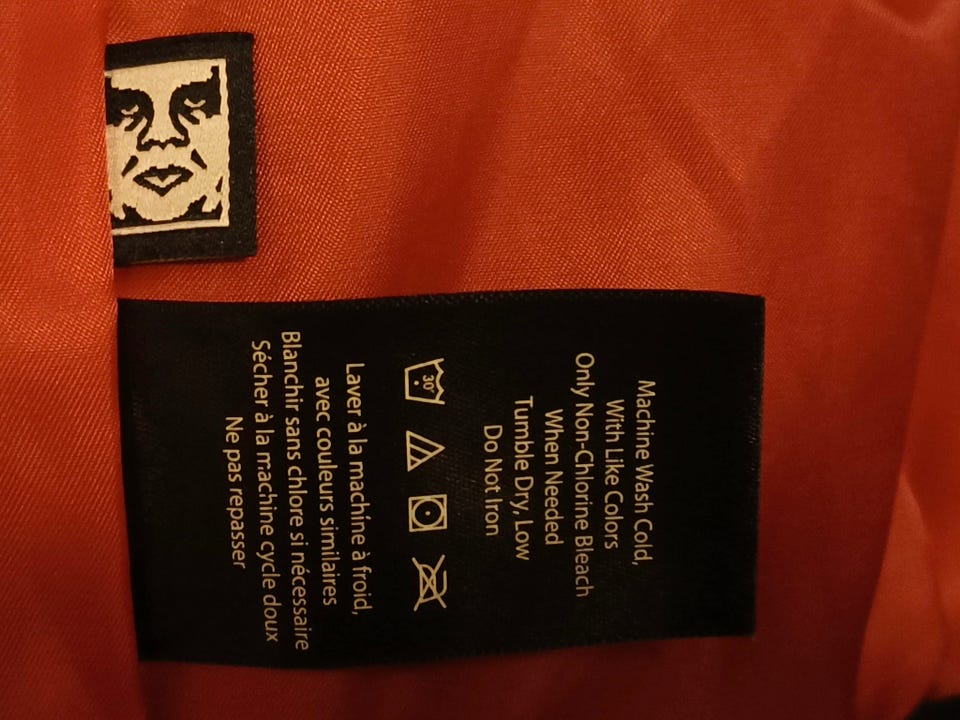 Machine Wash Cold,
With Like Colors
Only Non-Chlorine Bleach
When Needed
Tumble Dry, Low
Do Not Iron
30°
Laver à la machine à froid,
avec couleurs similaires
Blanchir sans chlore si nécessaire
Sécher à la machine cycle doux
Ne pas repasser